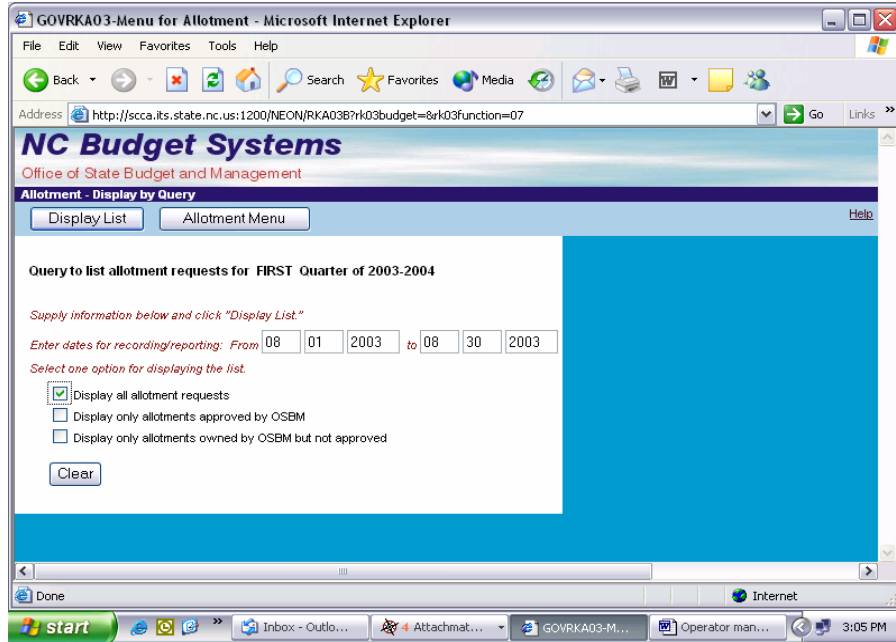 GOVRKA03-Menu for Allotment - Microsoft Internet Explorer
File Edit View Favorites Tools Help
Back Search Favorites Media
Address http://scca.its.state.nc.us:1200/NEON/RKA03B?rk03budget=&rk03function=07 Go Links »
NC Budget Systems
Office of State Budget and Management
Allotment - Display by Query
Display List Allotment Menu Help
Query to list allotment requests for FIRST Quarter of 2003-2004
Supply information below and click "Display List."
Enter dates for recording/reporting: From 08 01 2003 to 08 30 2003
Select one option for displaying the list.
Display all allotment requests
Display only allotments approved by OSBM
Display only allotments owned by OSBM but not approved
Clear
Done Internet
start » Inbox - Outlo... 4 Attachmat... GOVRKA03-M... Operator man... 3:05 PM